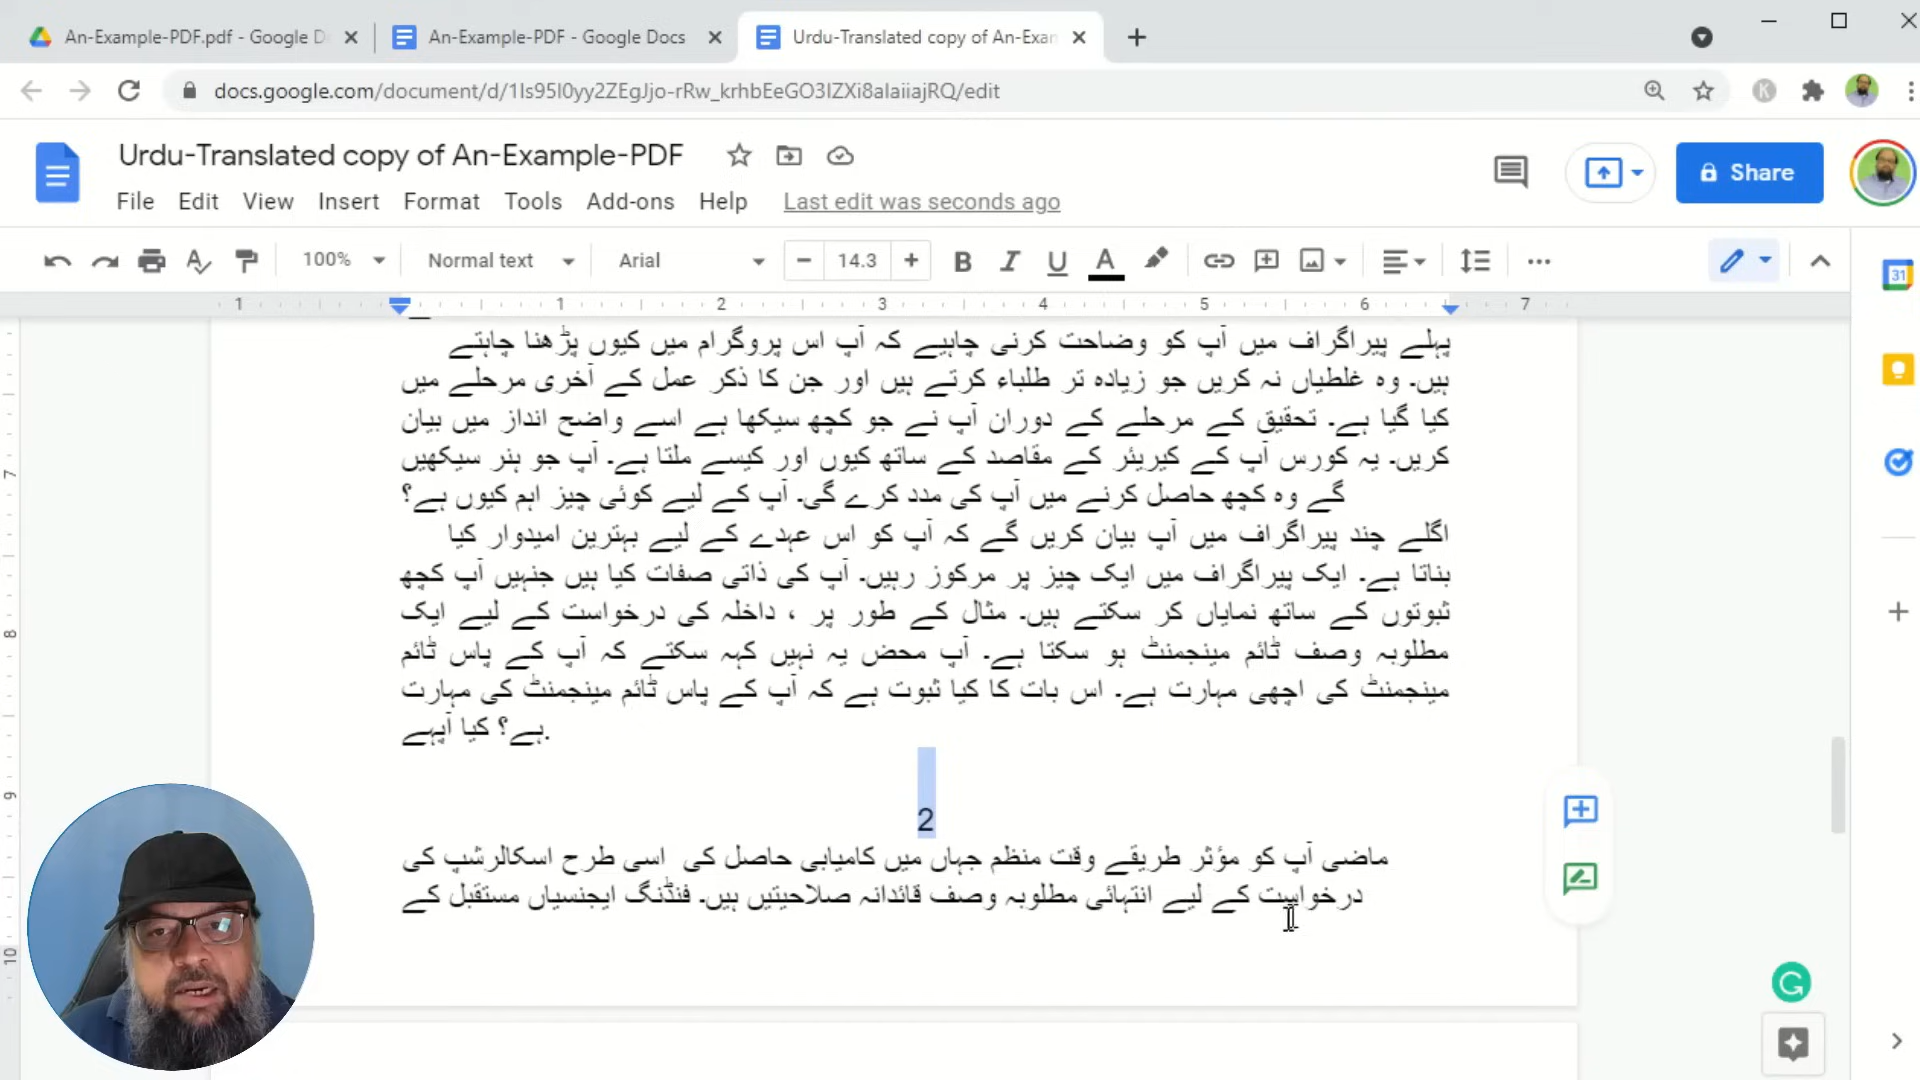 An-Example-PDF.pdf - Google D
An-Example-PDF - Google Docs
Urdu-Translated copy of An-Exan
docs.google.com/document/d/1Is95I0yy2ZEgJjo-rRw_krhbEeGO3IZXi8alaiiajRQ/edit
Urdu-Translated copy of An-Example-PDF
Share
File Edit View Insert Format Tools Add-ons Help Last edit was seconds ago
100% Normal text Arial 14.3 B I U A
31
1 1 2 3 4 5 6 7
پہلے پیراگراف میں آپ کو وضاحت کرنی چاہیے کہ آپ اس پروگرام میں کیوں پڑھنا چاہتے
ہیں۔ وہ غلطیاں نہ کریں جو زیادہ تر طلباء کرتے ہیں اور جن کا ذکر عمل کے آخری مرحلے میں
کیا گیا ہے۔ تحقیق کے مرحلے کے دوران آپ نے جو کچھ سیکھا ہے اسے واضح انداز میں بیان
کریں۔ یہ کورس آپ کے کیریئر کے مقاصد کے ساتھ کیوں اور کیسے ملتا ہے۔ آپ جو ہنر سیکھیں
گے وہ کچھ حاصل کرنے میں آپ کی مدد کرے گی۔ آپ کے لیے کوئی چیز اہم کیوں ہے؟
اگلے چند پیراگراف میں آپ بیان کریں گے کہ آپ کو اس عہدے کے لیے بہترین امیدوار کیا
بناتا ہے۔ ایک پیراگراف میں ایک چیز پر مرکوز رہیں۔ آپ کی ذاتی صفات کیا ہیں جنہیں آپ کچھ
ثبوتوں کے ساتھ نمایاں کر سکتے ہیں۔ مثال کے طور پر ، داخلہ کی درخواست کے لیے ایک
مطلوبہ وصف ٹائم مینجمنٹ ہو سکتا ہے۔ آپ محض یہ نہیں کہہ سکتے کہ آپ کے پاس ٹائم
مینجمنٹ کی اچھی مہارت ہے۔ اس بات کا کیا ثبوت ہے کہ آپ کے پاس ٹائم مینجمنٹ کی مہارت
ہے؟ کیا آپہے.
2
ماضی آپ کو مؤثر طریقے وقت منظم جہاں میں کامیابی حاصل کی اسی طرح اسکالرشپ کی
درخواست کے لیے انتہائی مطلوبہ وصف قائدانہ صلاحیتیں ہیں۔ فنڈنگ ایجنسیاں مستقبل کے
7
8
9
10